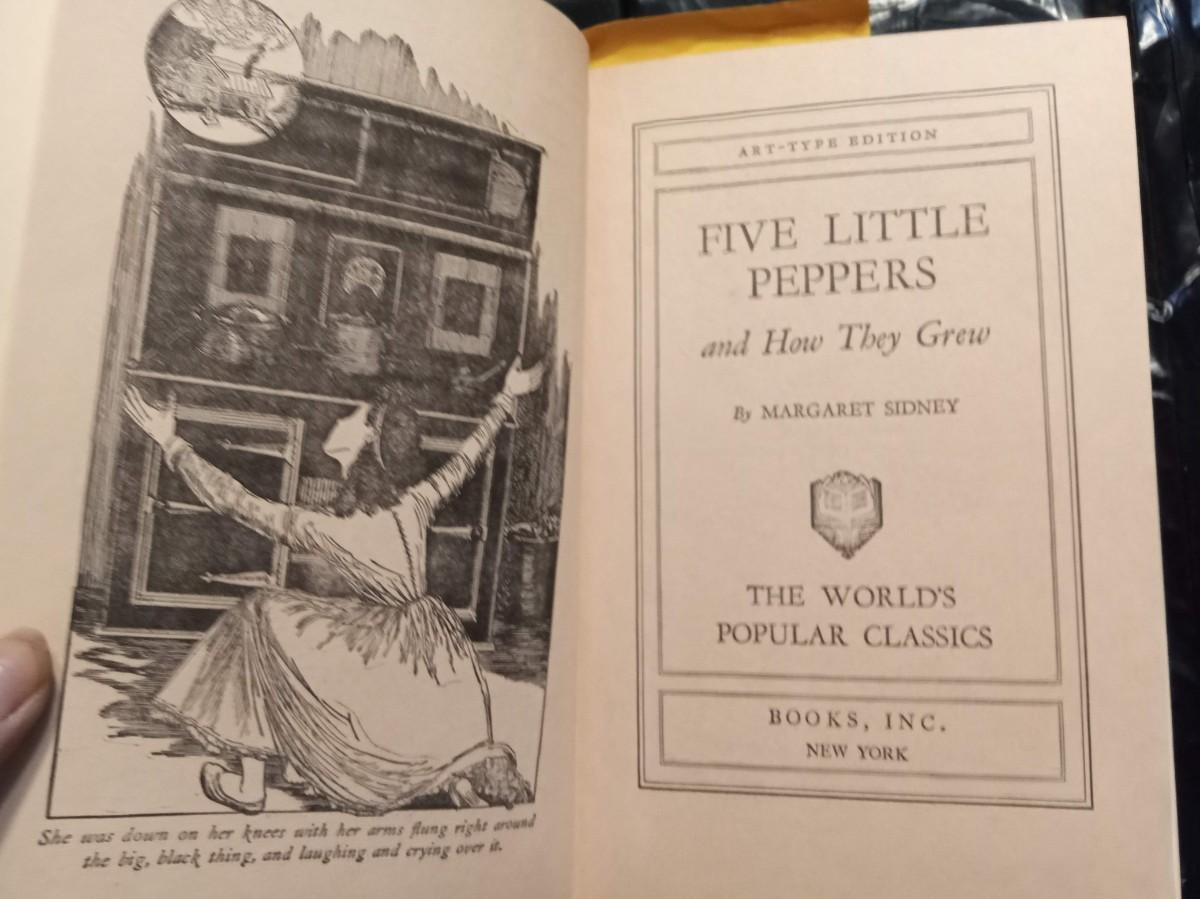 She was down on her knees with her arms flung right around
the big, black thing, and laughing and crying over it.
ART-TYPE EDITION
FIVE LITTLE
PEPPERS
and How They Grew
By MARGARET SIDNEY
THE WORLD'S
POPULAR CLASSICS
BOOKS, INC.
NEW YORK